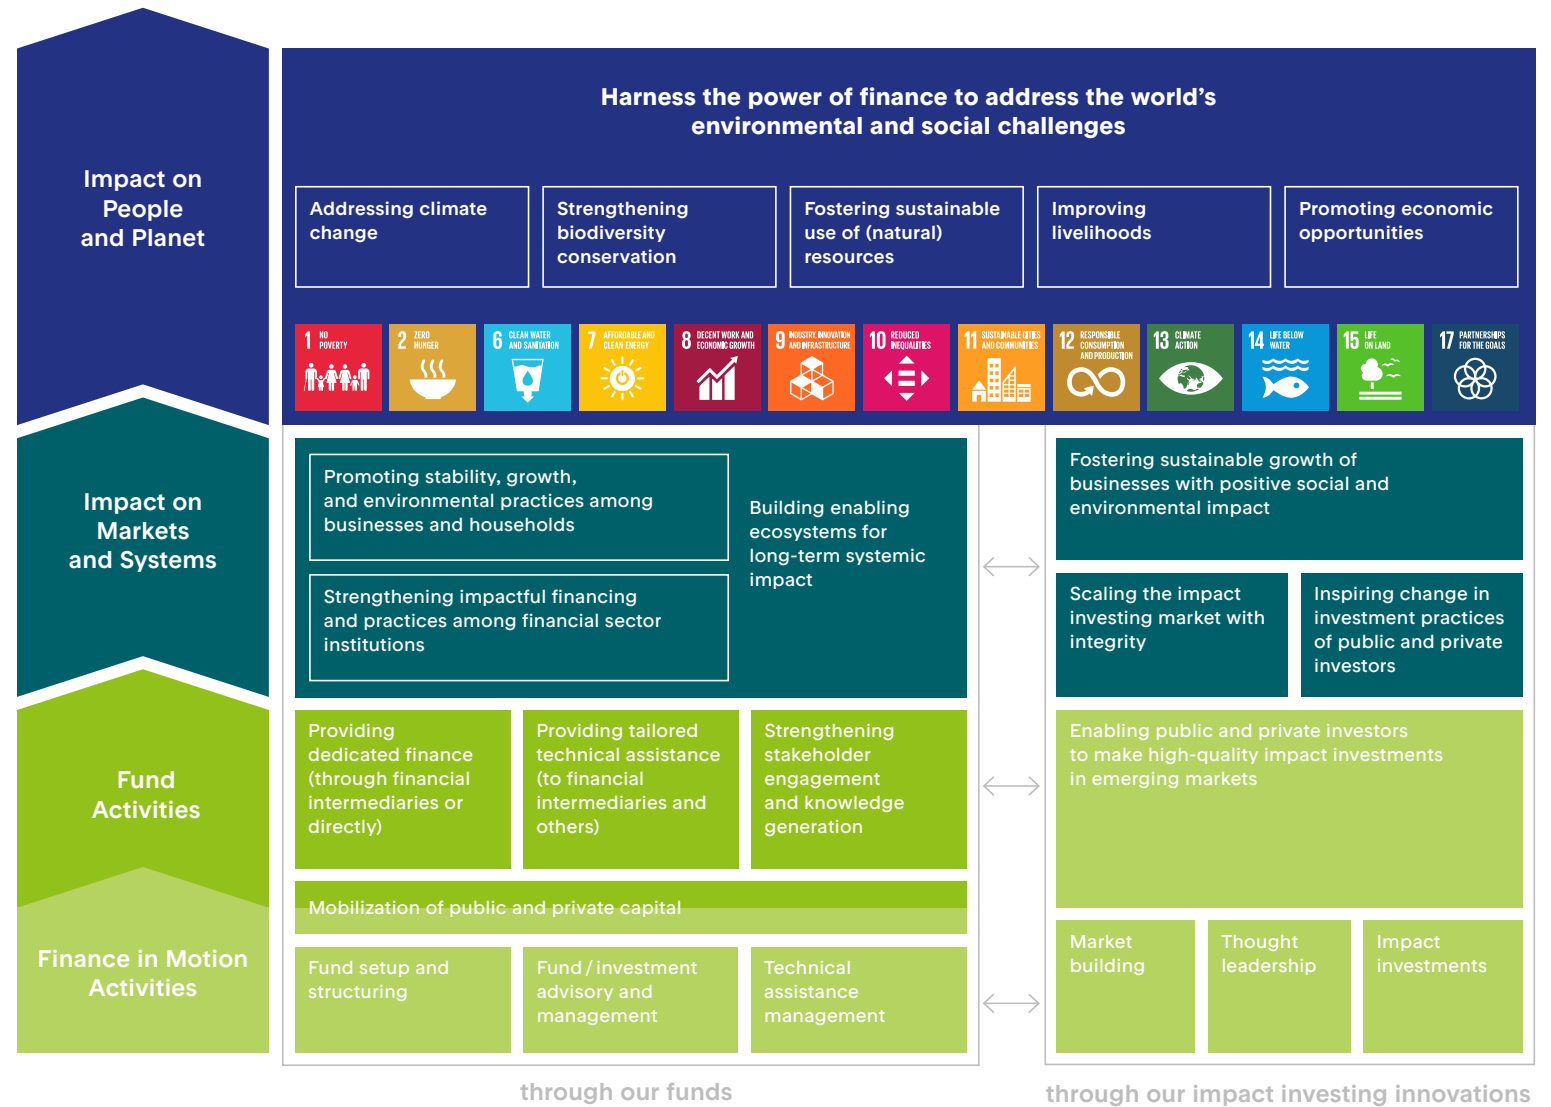 Harness the power of finance to address the world's
environmental and social challenges
Impact on
People
and Planet
Addressing climate
change
Strengthening
biodiversity
conservation
Fostering sustainable
use of (natural)
resources
Improving
livelihoods
Promoting economic
opportunities
1 NO
POVERTY
2 ZERO
HUNGER
6 CLEAN WATER
AND SANITATION
7 AFFORDABLE AND
CLEAN ENERGY
8 DECENT WORK AND
ECONOMIC GROWTH
9 INDUSTRY, INNOVATION
AND INFRASTRUCTURE
10 REDUCED
INEQUALITIES
11 SUSTAINABLE CITIES
AND COMMUNITIES
12 RESPONSIBLE
CONSUMPTION
AND PRODUCTION
13 CLIMATE
ACTION
14 LIFE BELOW
WATER
15 LIFE
ON LAND
17 PARTNERSHIPS
FOR THE GOALS
Impact on
Markets
and Systems
Promoting stability, growth,
and environmental practices among
businesses and households
Strengthening impactful financing
and practices among financial sector
institutions
Building enabling
ecosystems for
long-term systemic
impact
Fostering sustainable growth of
businesses with positive social and
environmental impact
Scaling the impact
investing market with
integrity
Inspiring change in
investment practices
of public and private
investors
Fund
Activities
Providing
dedicated finance
(through financial
intermediaries or
directly)
Providing tailored
technical assistance
(to financial
intermediaries and
others)
Strengthening
stakeholder
engagement
and knowledge
generation
Enabling public and private investors
to make high-quality impact investments
in emerging markets
Mobilization of public and private capital
Finance in Motion
Activities
Fund setup and
structuring
Fund / investment
advisory and
management
Technical
assistance
management
Market
building
Thought
leadership
Impact
investments
through our funds
through our impact investing innovations